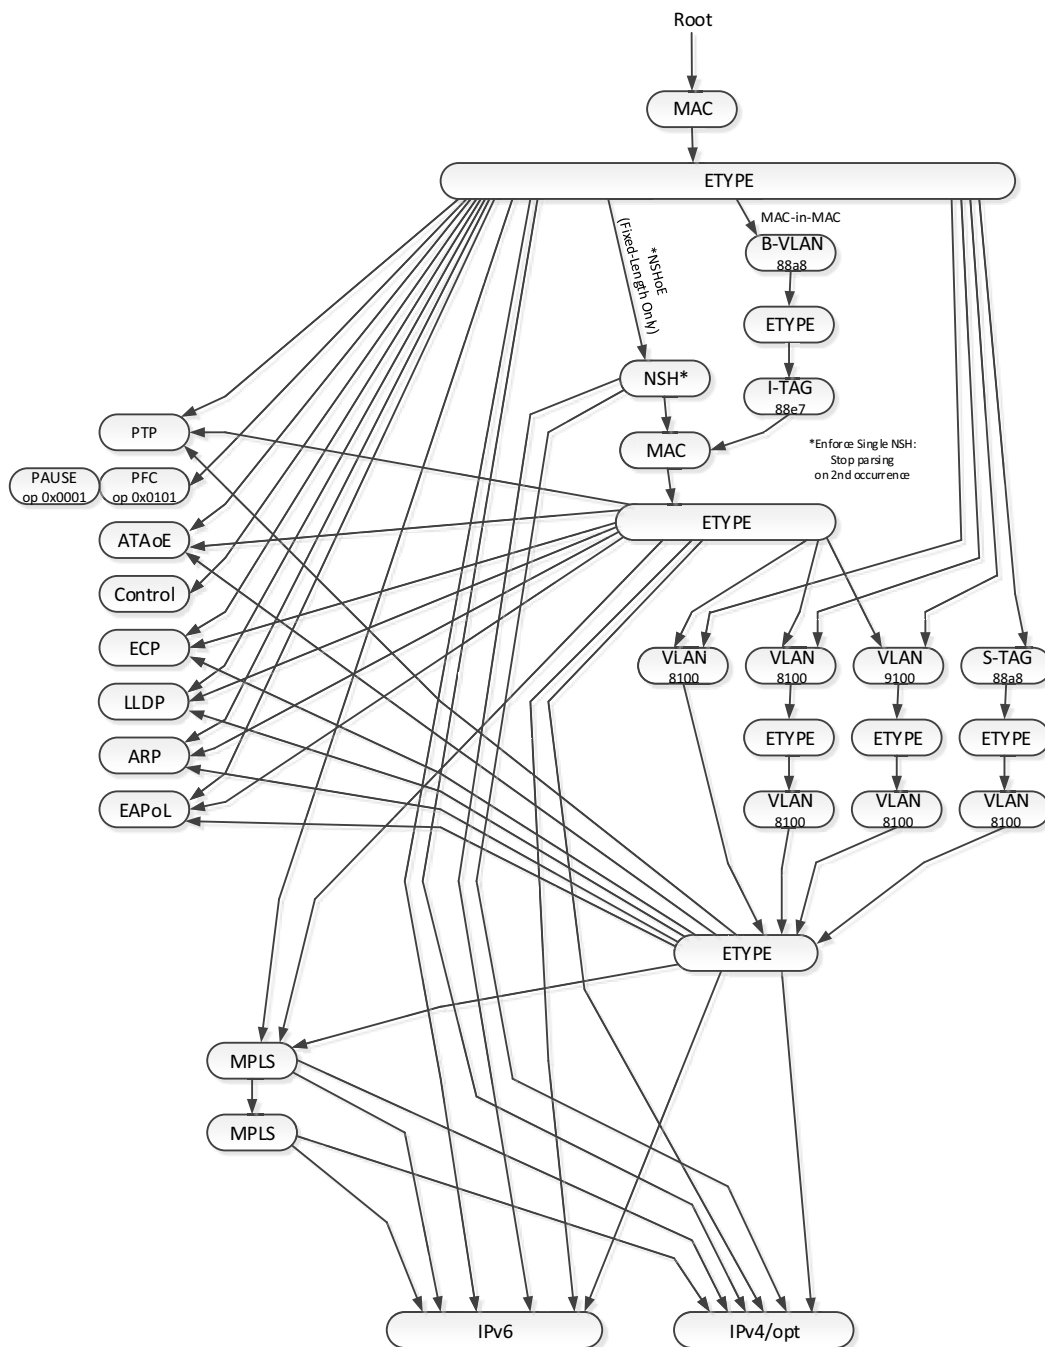 Root
MAC
ETYPE
MAC-in-MAC
*NSHoE
(Fixed-Length Only)
B-VLAN
88a8
ETYPE
NSH*
I-TAG
88e7
PTP
MAC
*Enforce Single NSH:
Stop parsing
on 2nd occurrence
PAUSE
op 0x0001
PFC
op 0x0101
ETYPE
ATAoE
Control
ECP
VLAN
8100
VLAN
8100
VLAN
9100
S-TAG
88a8
LLDP
ETYPE
ETYPE
ETYPE
ARP
EAPoL
VLAN
8100
VLAN
8100
VLAN
8100
ETYPE
MPLS
MPLS
IPv6
IPv4/opt